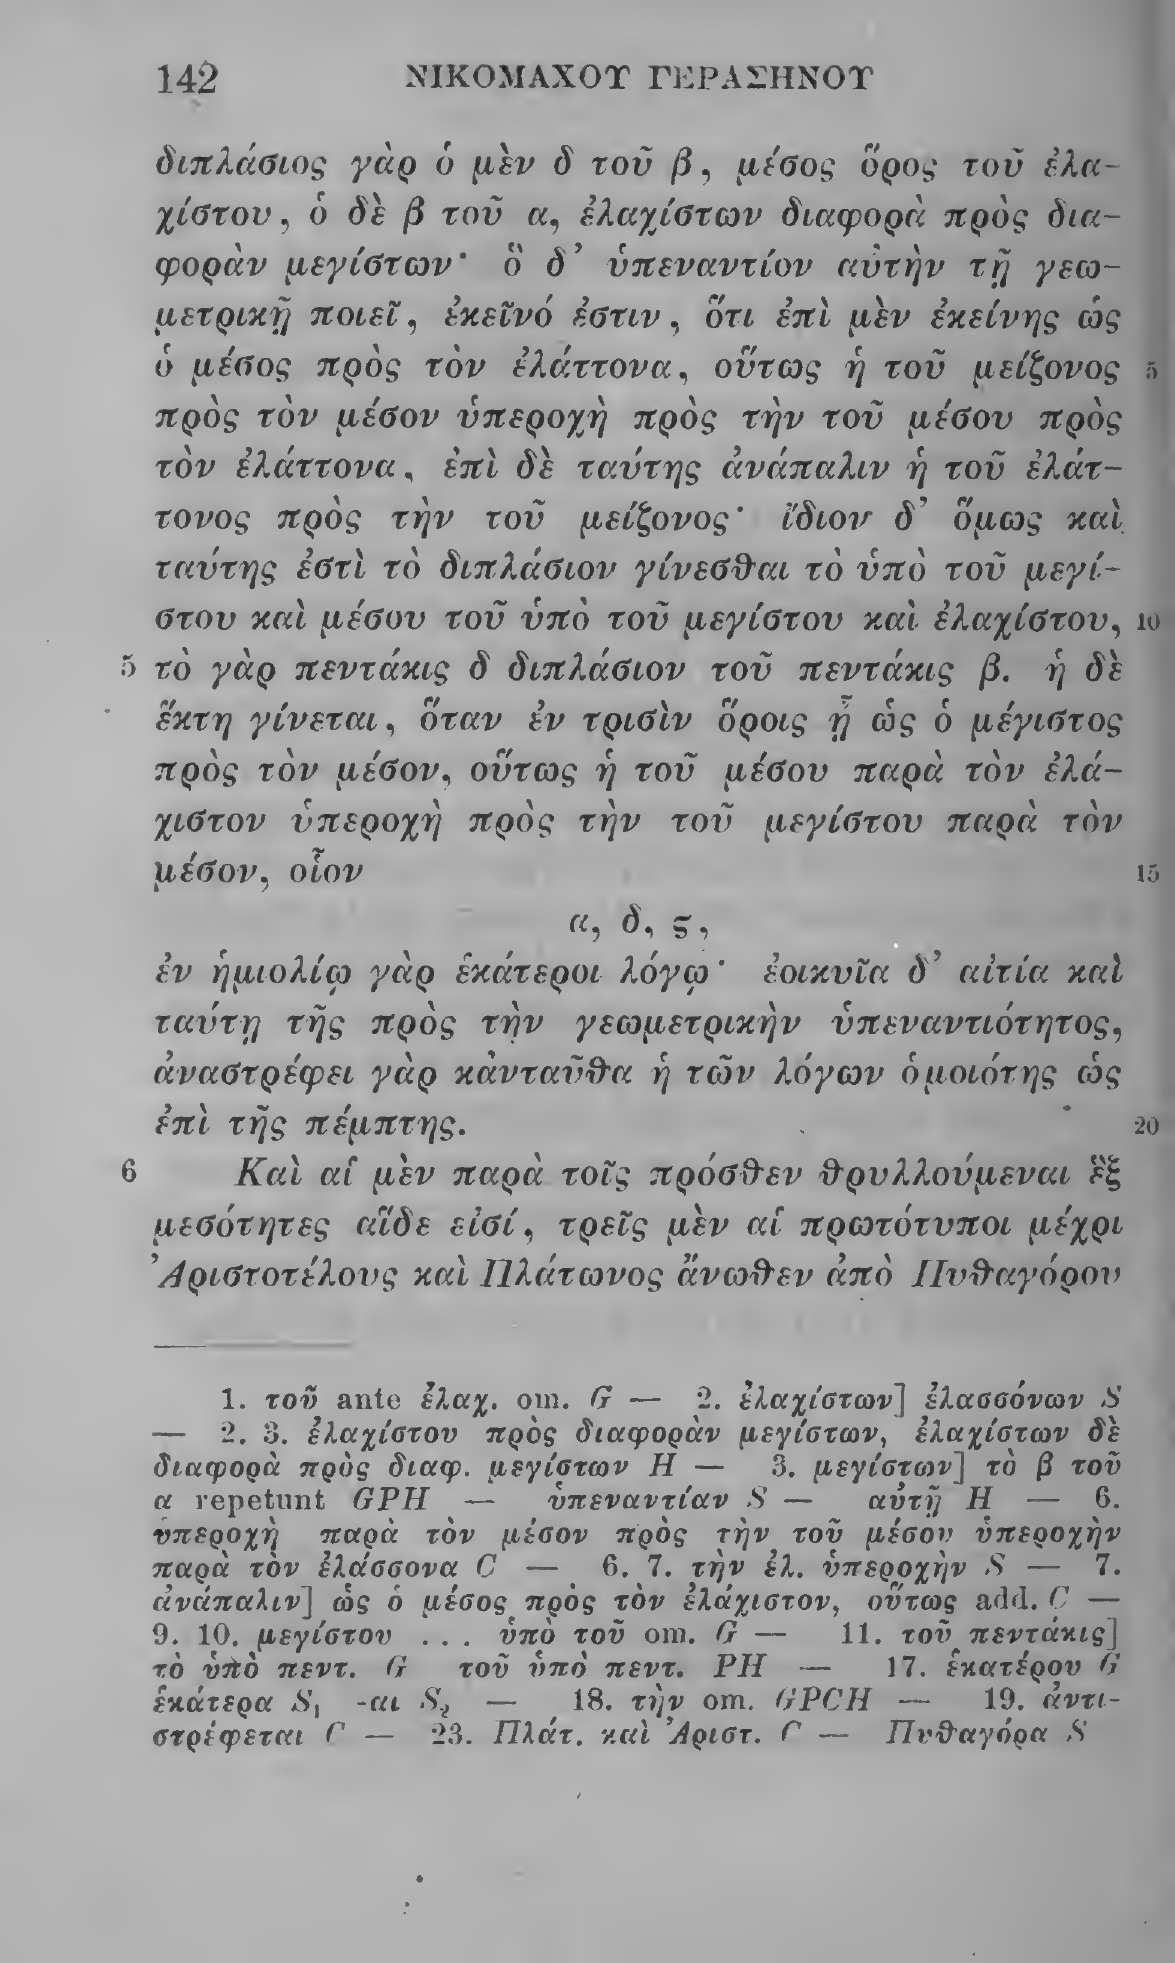 142 ΝΙΚΟΜΑΧΟΥ ΓΕΡΑΣΗΝΟΥ
διπλάσιος γὰρ ὁ μὲν δ τοῦ β, μέσος ὅρος τοῦ ἐλα-
χίστου, ὁ δὲ β τοῦ α, ἐλαχίστων διαφορὰ πρὸς δια-
φορὰν μεγίστων· ὃ δ’ ὑπεναντίον αὐτὴν τῇ γεω-
μετρικῇ ποιεῖ, ἐκεῖνό ἐστιν, ὅτι ἐπὶ μὲν ἐκείνης ὡς
ὁ μέσος πρὸς τὸν ἐλάττονα, οὕτως ἡ τοῦ μείζονος 5
πρὸς τὸν μέσον ὑπεροχὴ πρὸς τὴν τοῦ μέσου πρὸς
τὸν ἐλάττονα, ἐπὶ δὲ ταύτης ἀνάπαλιν ἡ τοῦ ἐλάτ-
τονος πρὸς τὴν τοῦ μείζονος· ἴδιον δ’ ὅμως καὶ
ταύτης ἐστὶ τὸ διπλάσιον γίνεσθαι τὸ ὑπὸ τοῦ μεγί-
στου καὶ μέσου τοῦ ὑπὸ τοῦ μεγίστου καὶ ἐλαχίστου, 10
5 τὸ γὰρ πεντάκις δ διπλάσιον τοῦ πεντάκις β. ἡ δὲ
ἕκτη γίνεται, ὅταν ἐν τρισὶν ὅροις ᾖ ὡς ὁ μέγιστος
πρὸς τὸν μέσον, οὕτως ἡ τοῦ μέσου παρὰ τὸν ἐλά-
χιστον ὑπεροχὴ πρὸς τὴν τοῦ μεγίστου παρὰ τὸν
μέσον, οἷον 15
α, δ, ϛ,
ἐν ἡμιολίῳ γὰρ ἑκάτεροι λόγῳ· ἐοικυῖα δ’ αἰτία καὶ
ταύτῃ τῆς πρὸς τὴν γεωμετρικὴν ὑπεναντιότητος,
ἀναστρέφει γὰρ κἀνταῦθα ἡ τῶν λόγων ὁμοιότης ὡς
ἐπὶ τῆς πέμπτης. 20
6 Καὶ αἱ μὲν παρὰ τοῖς πρόσθεν θρυλλούμεναι ἓξ
μεσότητες αἵδε εἰσί, τρεῖς μὲν αἱ πρωτότυποι μέχρι
Ἀριστοτέλους καὶ Πλάτωνος ἄνωθεν ἀπὸ Πυθαγόρου
1. τοῦ ante ἐλαχ. om. G — 2. ἐλαχίστων] ἐλασσόνων S
— 2. 3. ἐλαχίστου πρὸς διαφορὰν μεγίστων, ἐλαχίστων δὲ
διαφορὰ πρὸς διαφ. μεγίστων H — 3. μεγίστων] τὸ β τοῦ
α repetunt GPH — ὑπεναντίαν S — αὐτῇ H — 6.
ὑπεροχὴ παρὰ τὸν μέσον πρὸς τὴν τοῦ μέσου ὑπεροχὴν
παρὰ τὸν ἐλάσσονα C — 6. 7. τὴν ἐλ. ὑπεροχὴν S — 7.
ἀνάπαλιν] ὡς ὁ μέσος πρὸς τὸν ἐλάχιστον, οὕτως add. C —
9. 10. μεγίστου . . . ὑπὸ τοῦ om. G — 11. τοῦ πεντάκις]
τὸ ὑπὸ πεντ. G τοῦ ὑπὸ πεντ. PH — 17. ἑκατέρου G
ἑκάτερα S₁ -αι S₂ — 18. τὴν om. GPCH — 19. ἀντι-
στρέφεται C — 23. Πλάτ. καὶ Ἀριστ. C — Πυθαγόρα S